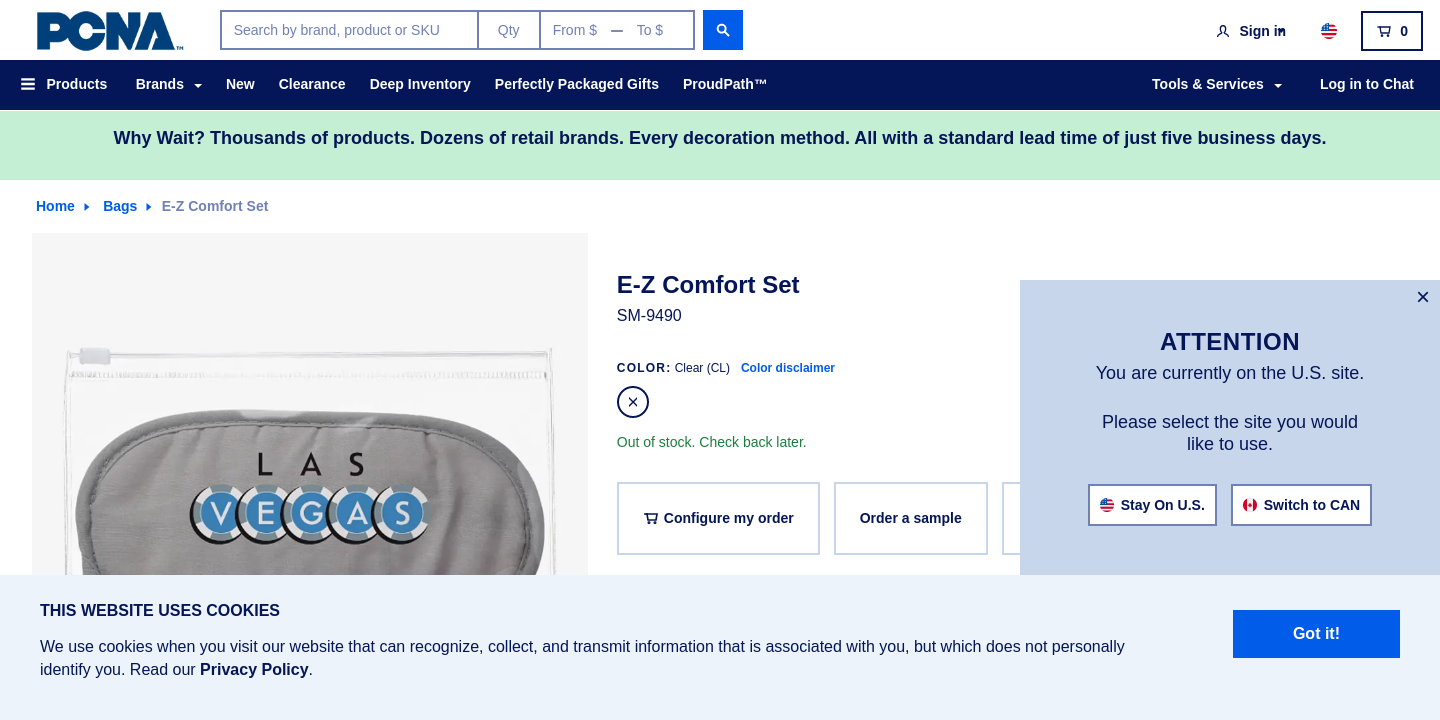 PCNA™
Search by brand, product or SKU
Qty
From $ — To $
Sign in
0
Products
Brands
New
Clearance
Deep Inventory
Perfectly Packaged Gifts
ProudPath™
Tools & Services
Log in to Chat
Why Wait? Thousands of products. Dozens of retail brands. Every decoration method. All with a standard lead time of just five business days.
Home
Bags
E-Z Comfort Set
LAS
VEGAS
E-Z Comfort Set
SM-9490
COLOR: Clear (CL) Color disclaimer
Out of stock. Check back later.
Configure my order
Order a sample
×
ATTENTION
You are currently on the U.S. site.
Please select the site you would
like to use.
Stay On U.S.
Switch to CAN
THIS WEBSITE USES COOKIES
We use cookies when you visit our website that can recognize, collect, and transmit information that is associated with you, but which does not personally
identify you. Read our Privacy Policy.
Got it!